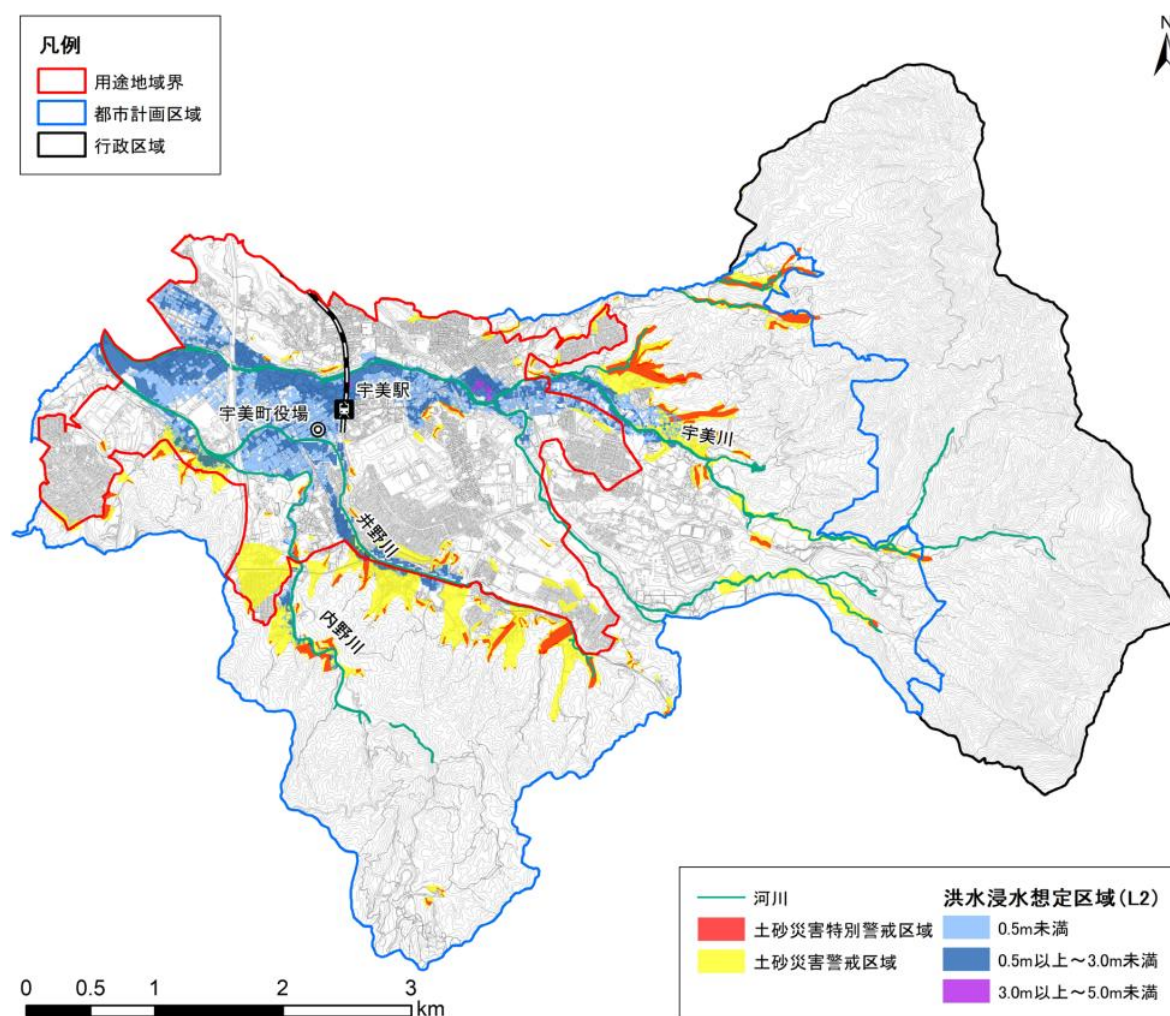 凡例
用途地域界
都市計画区域
行政区域
N
宇美駅
宇美町役場
宇美川
井野川
内野川
河川
土砂災害特別警戒区域
土砂災害警戒区域
洪水浸水想定区域(L2)
0.5m未満
0.5m以上～3.0m未満
3.0m以上～5.0m未満
0 0.5 1 2 3
km